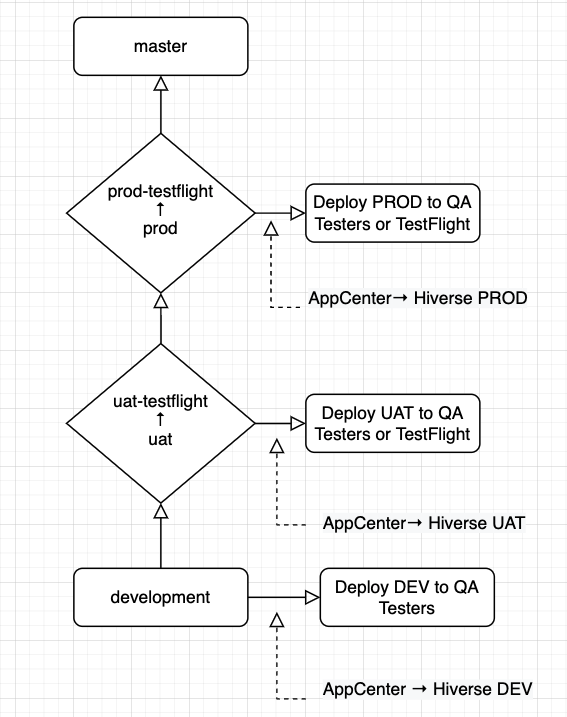 master
prod-testflight
↑
prod
Deploy PROD to QA
Testers or TestFlight
AppCenter→ Hiverse PROD
uat-testflight
↑
uat
Deploy UAT to QA
Testers or TestFlight
AppCenter→ Hiverse UAT
development
Deploy DEV to QA
Testers
AppCenter → Hiverse DEV